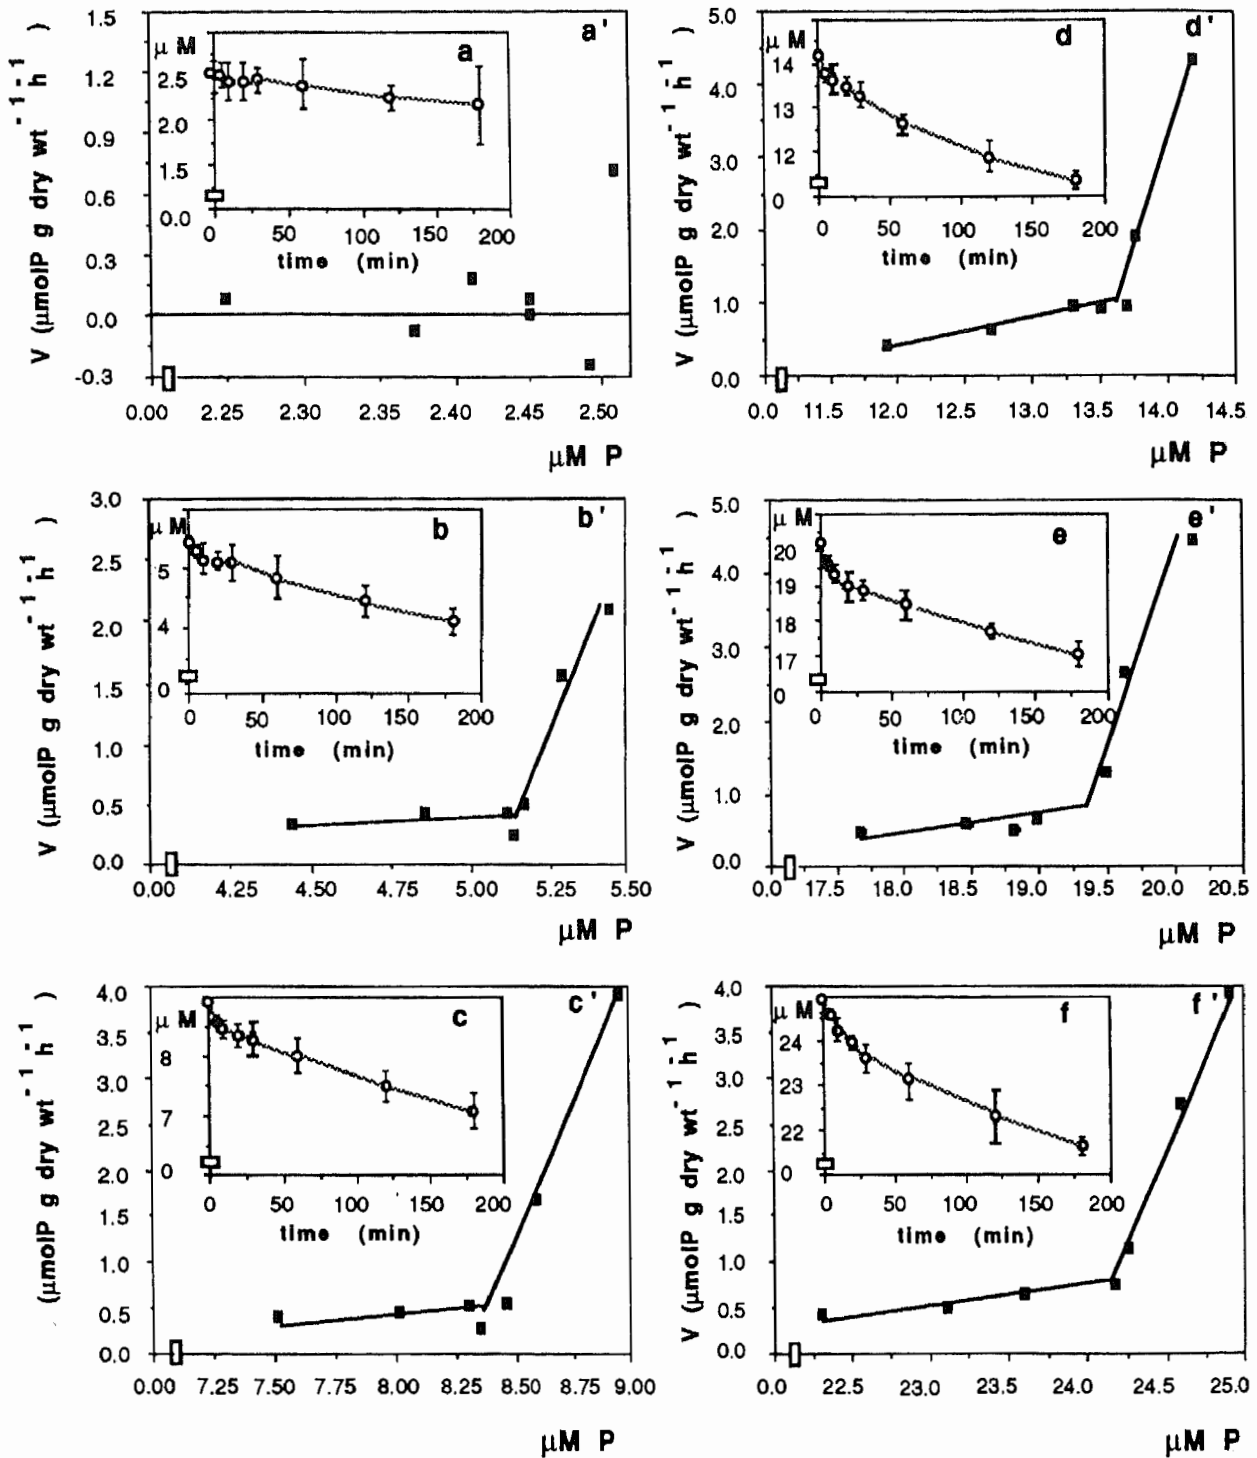 V (μmolP g dry wt⁻¹ h⁻¹ )
1.5
1.2
0.9
0.6
0.3
0.0
-0.3
a'
μ M
2.5
2.0
1.5
0.0
a
0 50 100 150 200
time (min)
0.00 2.25 2.30 2.35 2.40 2.45 2.50
μM P
V (μmolP g dry wt⁻¹ h⁻¹ )
5.0
4.0
3.0
2.0
1.0
0.0
d'
μ M
14
13
12
0
d
0 50 100 150 200
time (min)
0.0 11.5 12.0 12.5 13.0 13.5 14.0 14.5
μM P
V (μmolP g dry wt⁻¹ h⁻¹ )
3.0
2.5
2.0
1.5
1.0
0.5
0.0
b'
μ M
5
4
0
b
0 50 100 150 200
time (min)
0.00 4.25 4.50 4.75 5.00 5.25 5.50
μM P
V (μmolP g dry wt⁻¹ h⁻¹ )
5.0
4.0
3.0
2.0
1.0
0.0
e'
μ M
20
19
18
17
0
e
0 50 100 150 200
time (min)
0.0 17.5 18.0 18.5 19.0 19.5 20.0 20.5
μM P
(μmolP g dry wt⁻¹ h⁻¹ )
4.0
3.5
3.0
2.5
2.0
1.5
1.0
0.5
0.0
c'
μ M
8
7
0
c
0 50 100 150 200
time (min)
0.00 7.25 7.50 7.75 8.00 8.25 8.50 8.75 9.00
μM P
V (μmolP g dry wt⁻¹ h⁻¹ )
4.0
3.5
3.0
2.5
2.0
1.5
1.0
0.5
0.0
f'
μ M
24
23
22
0
f
0 50 100 150 200
time (min)
0.0 22.5 23.0 23.5 24.0 24.5 25.0
μM P